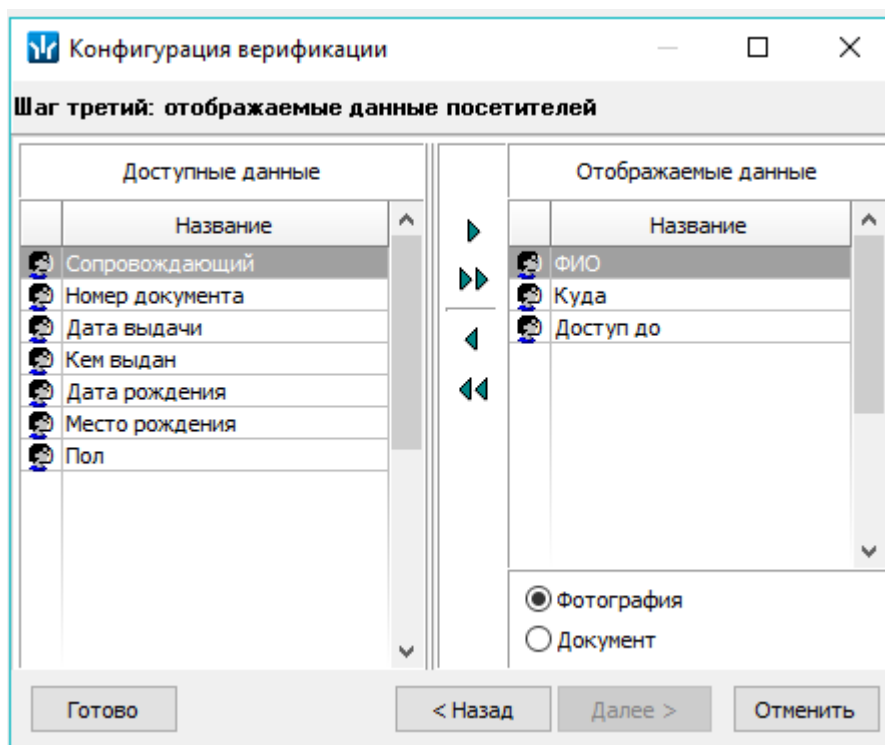 Конфигурация верификации
Шаг третий: отображаемые данные посетителей
Доступные данные
Название
Сопровождающий
Номер документа
Дата выдачи
Кем выдан
Дата рождения
Место рождения
Пол
Отображаемые данные
Название
ФИО
Куда
Доступ до
Фотография
Документ
Готово
< Назад
Далее >
Отменить